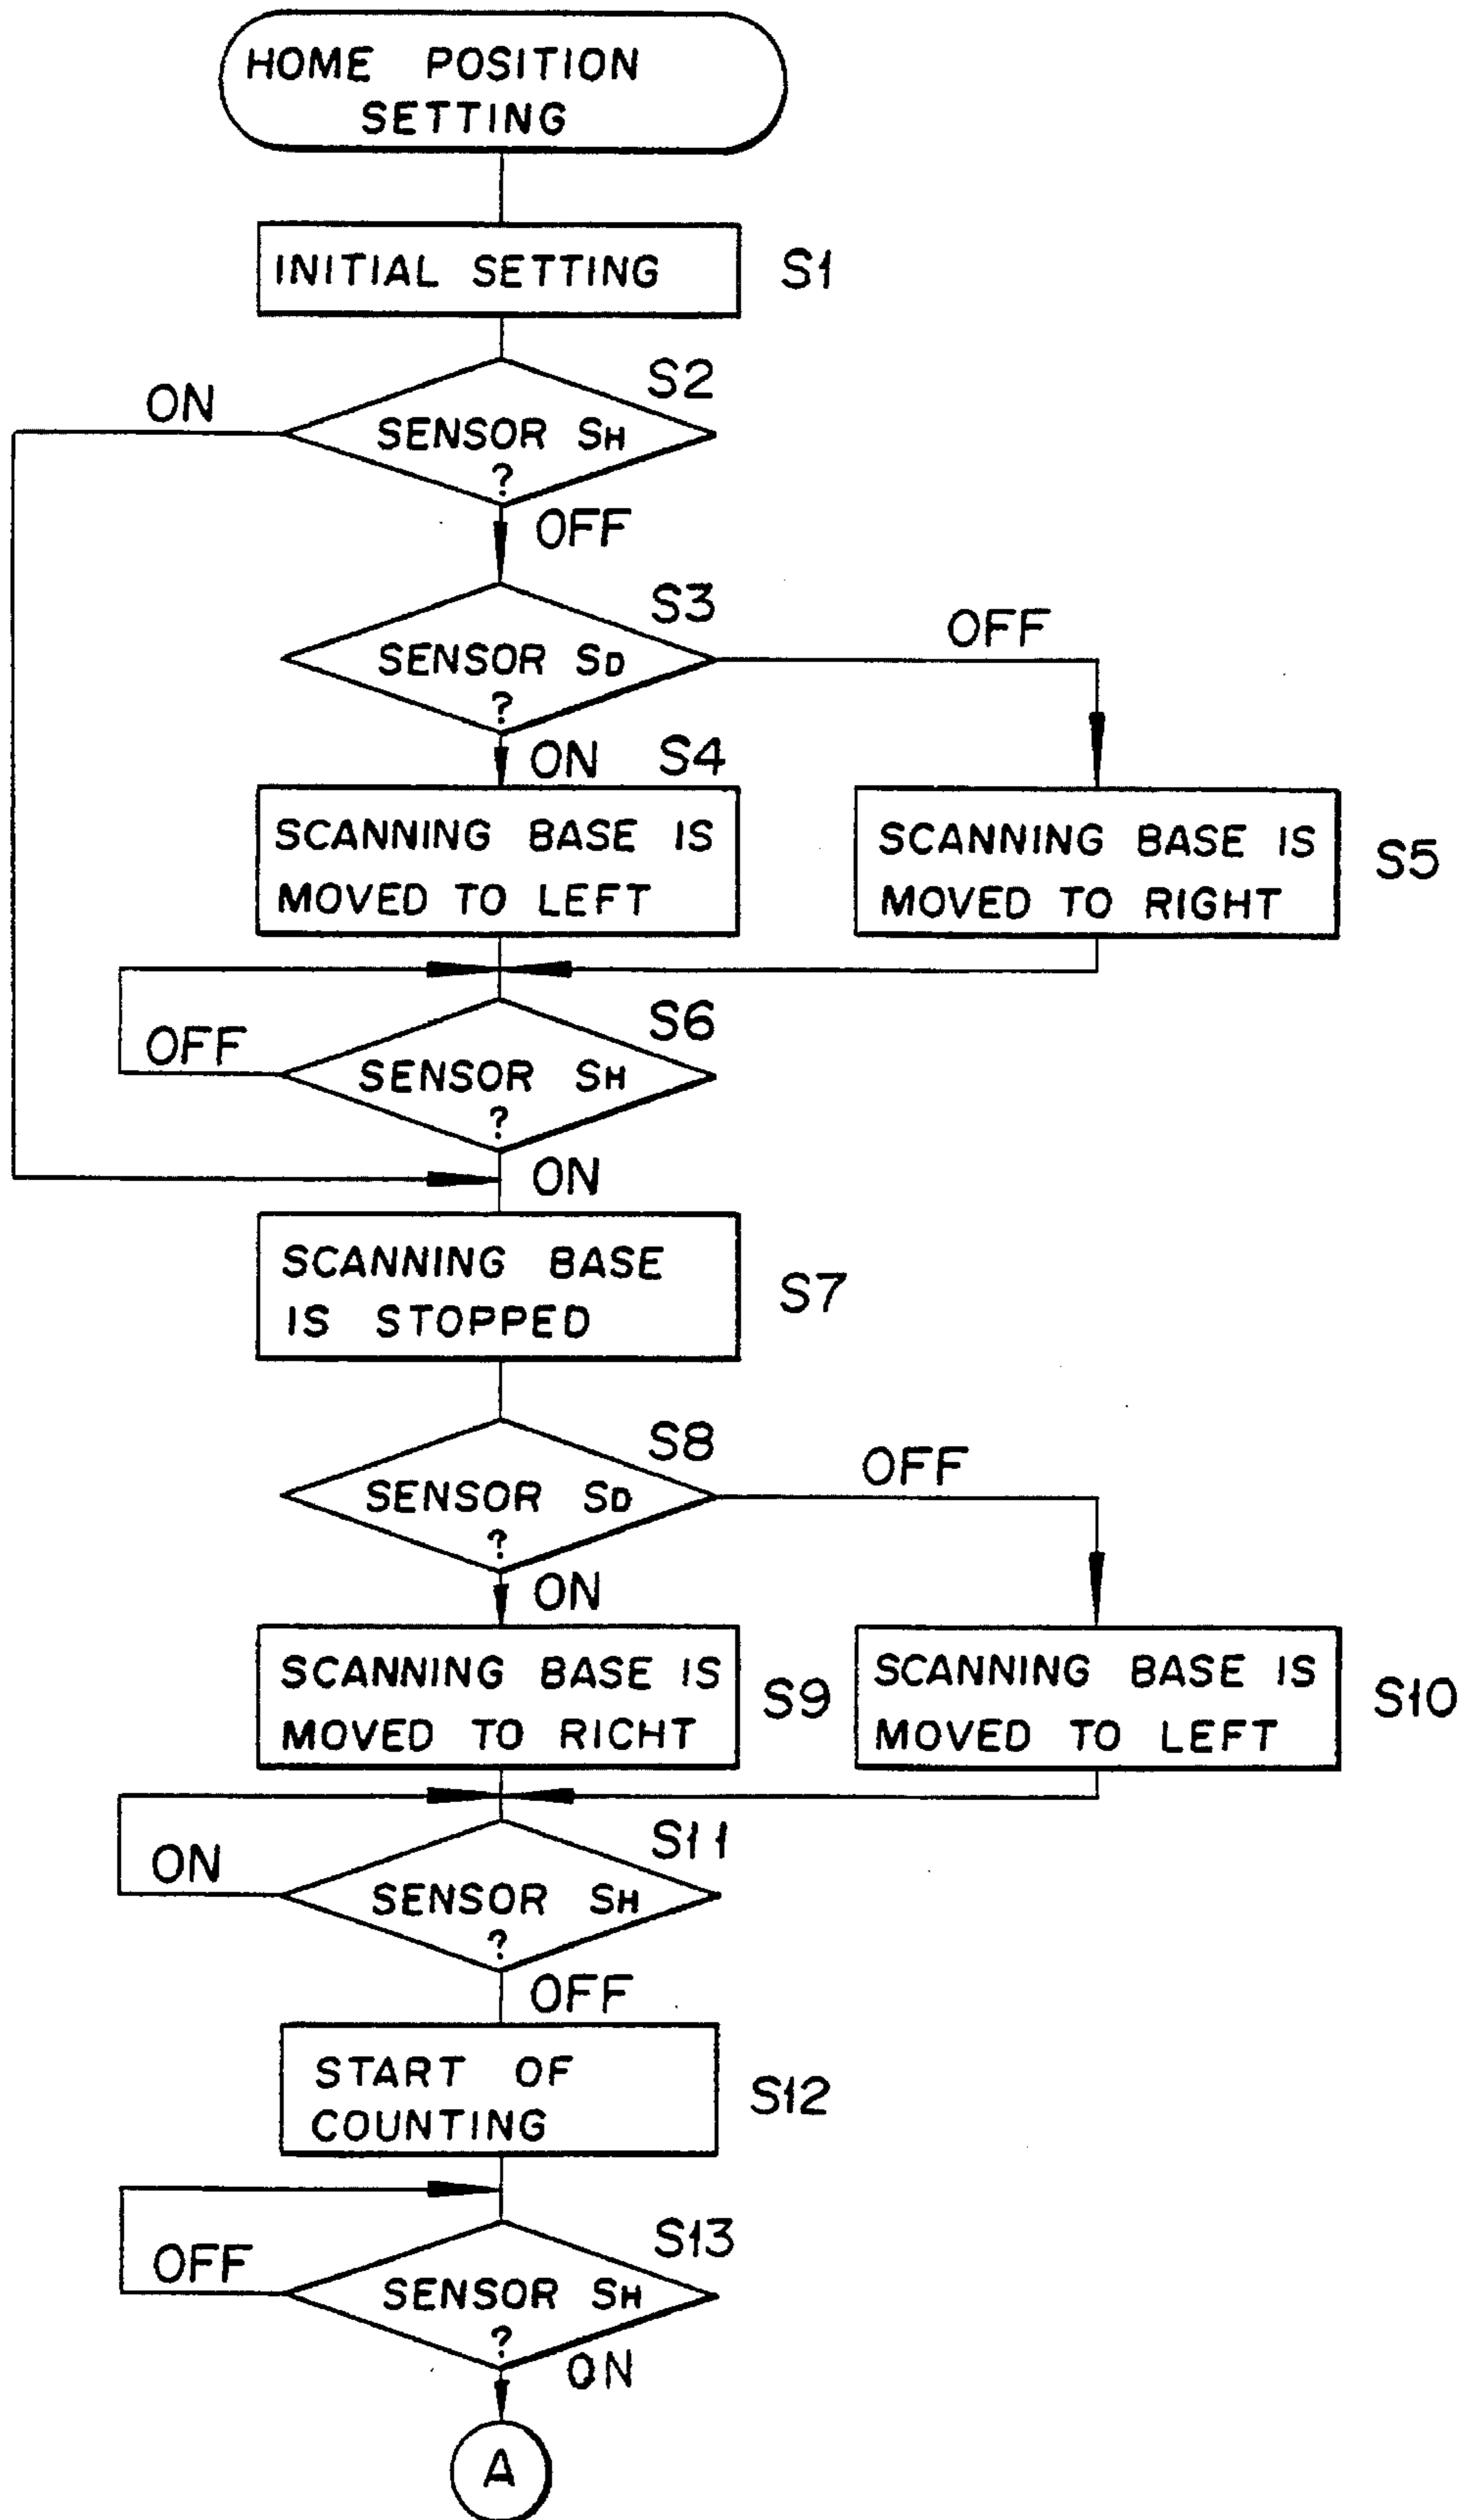 HOME POSITION
SETTING
INITIAL SETTING
S1
S2
ON
SENSOR SH
?
OFF
S3
OFF
SENSOR SD
?
ON
S4
SCANNING BASE IS
MOVED TO LEFT
SCANNING BASE IS
MOVED TO RIGHT
S5
S6
OFF
SENSOR SH
?
ON
SCANNING BASE
IS STOPPED
S7
S8
OFF
SENSOR SD
?
ON
SCANNING BASE IS
MOVED TO RICHT
S9
SCANNING BASE IS
MOVED TO LEFT
S10
S11
ON
SENSOR SH
?
OFF
START OF
COUNTING
S12
S13
OFF
SENSOR SH
?
ON
A